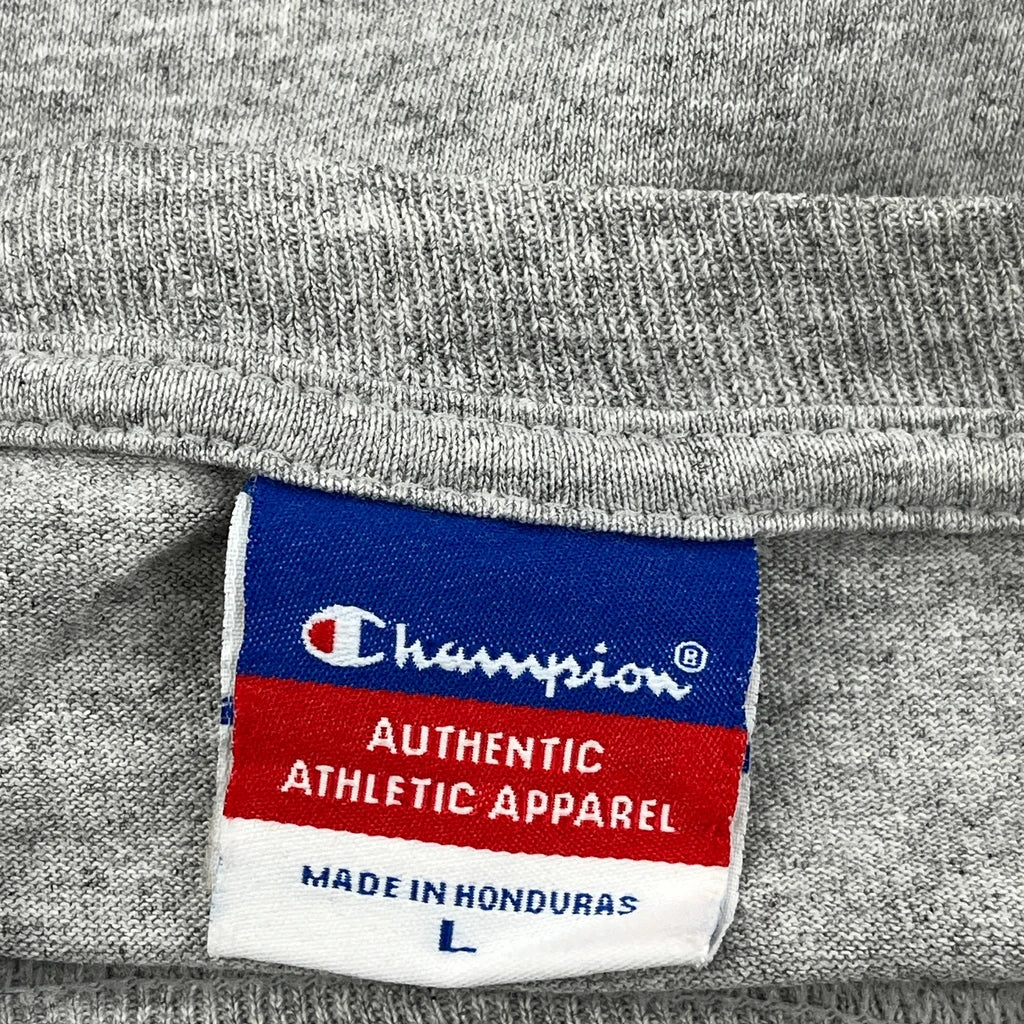 Champion®
AUTHENTIC
ATHLETIC APPAREL
MADE IN HONDURAS
L